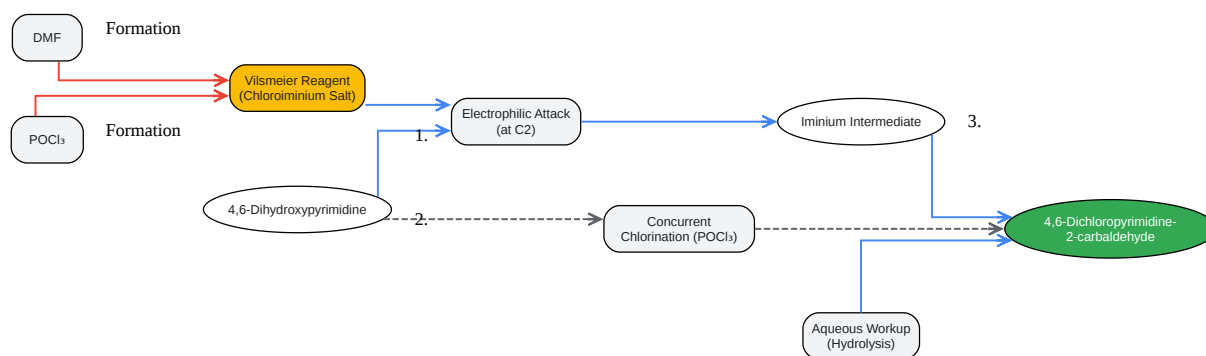 DMF
Formation
Vilsmeier Reagent
(Chloroiminium Salt)
POCl₃
Formation
Electrophilic Attack
(at C2)
1.
Iminium Intermediate
3.
4,6-Dihydroxypyrimidine
2.
Concurrent
Chlorination (POCl₃)
4,6-Dichloropyrimidine-
2-carbaldehyde
Aqueous Workup
(Hydrolysis)